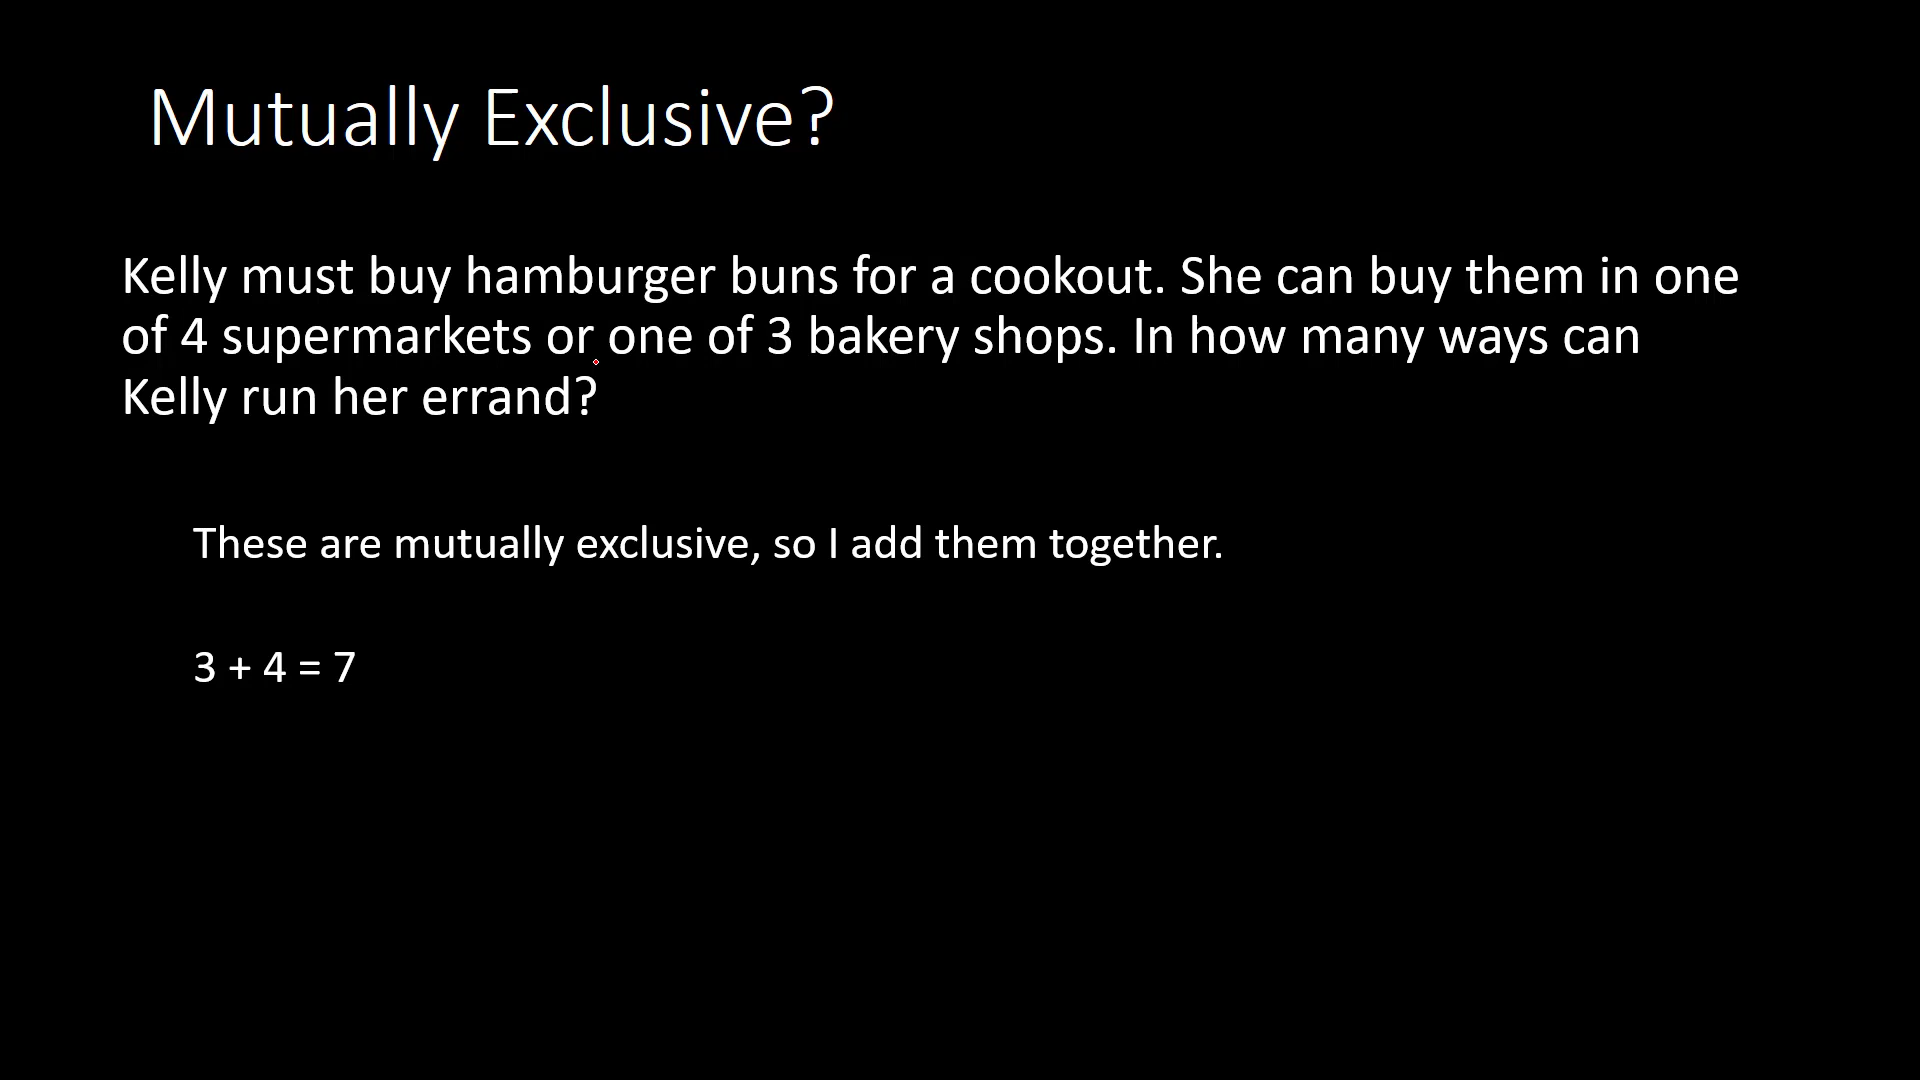 Mutually Exclusive?
Kelly must buy hamburger buns for a cookout. She can buy them in one
of 4 supermarkets or one of 3 bakery shops. In how many ways can
Kelly run her errand?
These are mutually exclusive, so I add them together.
3 + 4 = 7